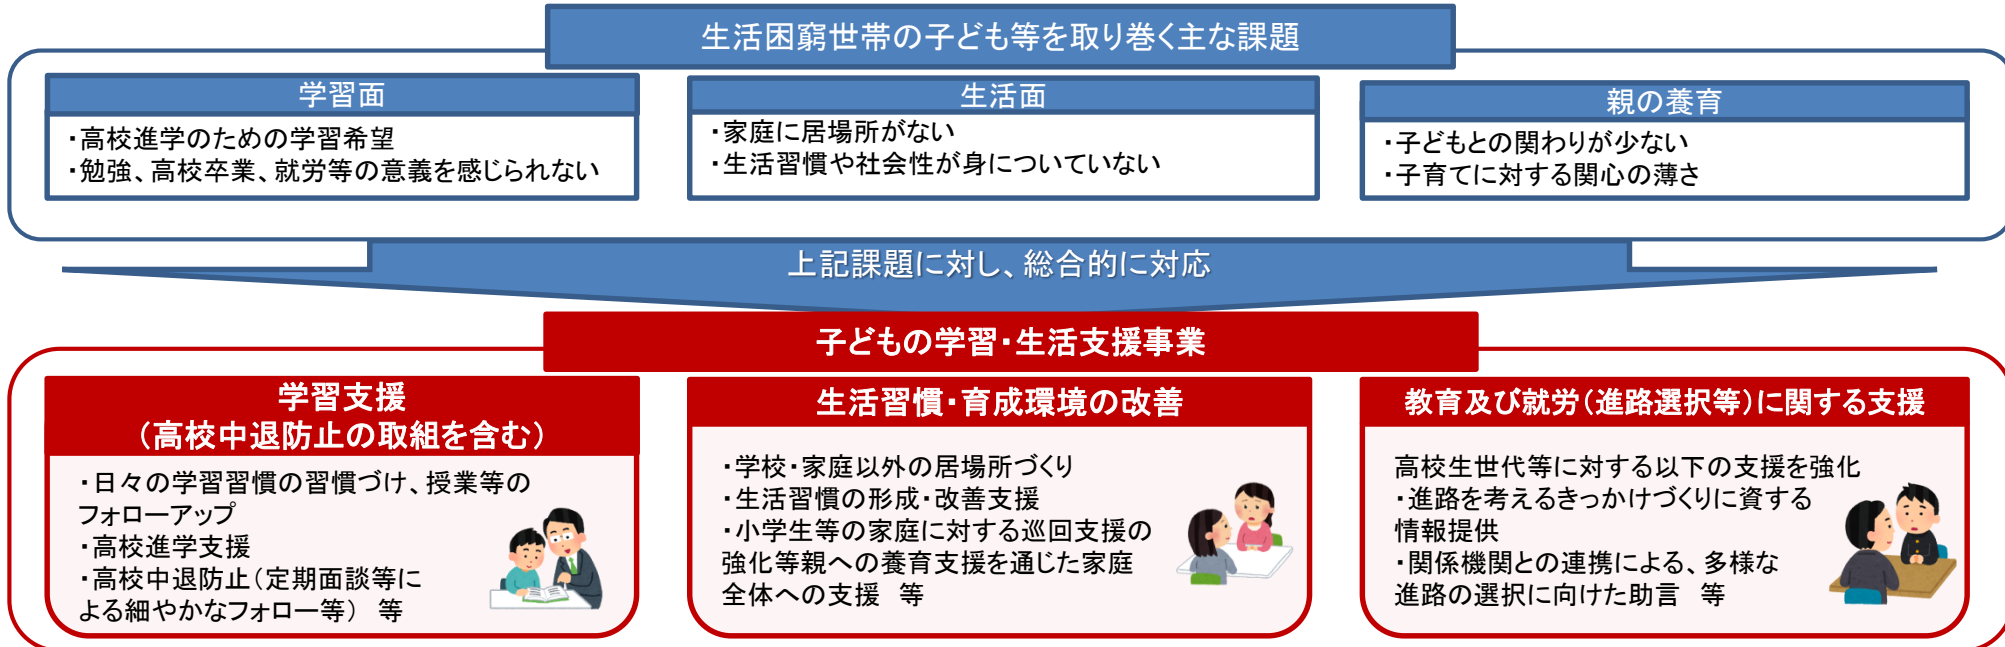 生活困窮世帯の子ども等を取り巻く主な課題
学習面
・高校進学のための学習希望
・勉強、高校卒業、就労等の意義を感じられない
生活面
・家庭に居場所がない
・生活習慣や社会性が身についていない
親の養育
・子どもとの関わりが少ない
・子育てに対する関心の薄さ
上記課題に対し、総合的に対応
子どもの学習・生活支援事業
学習支援
（高校中退防止の取組を含む）
・日々の学習習慣の習慣づけ、授業等の
フォローアップ
・高校進学支援
・高校中退防止（定期面談等に
よる細やかなフォロー等）　等
生活習慣・育成環境の改善
・学校・家庭以外の居場所づくり
・生活習慣の形成・改善支援
・小学生等の家庭に対する巡回支援の
強化等親への養育支援を通じた家庭
全体への支援　等
教育及び就労（進路選択等）に関する支援
高校生世代等に対する以下の支援を強化
・進路を考えるきっかけづくりに資する
情報提供
・関係機関との連携による、多様な
進路の選択に向けた助言　等